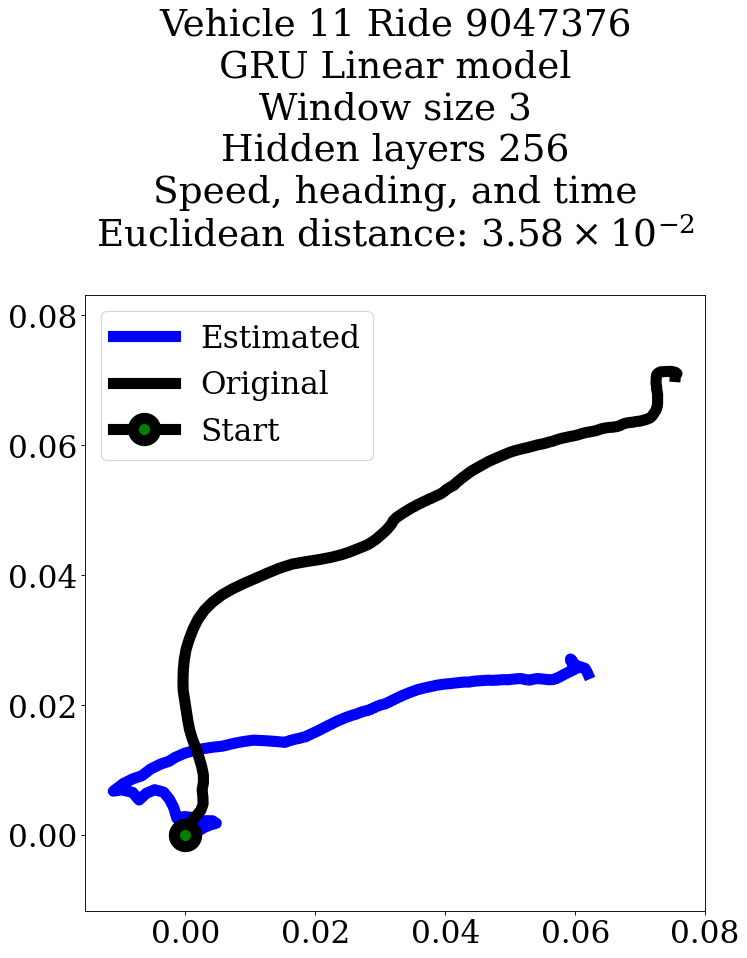 Vehicle 11 Ride 9047376
GRU Linear model
Window size 3
Hidden layers 256
Speed, heading, and time
Euclidean distance: 3.58 × 10⁻²
Estimated
Original
Start
0.08
0.06
0.04
0.02
0.00
0.00 0.02 0.04 0.06 0.08